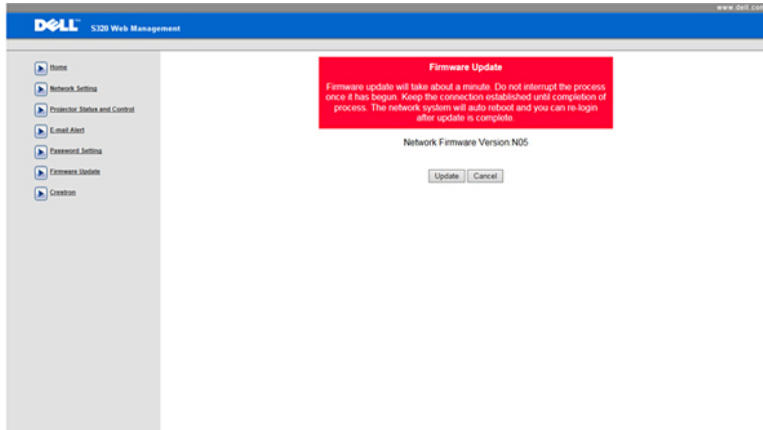 www.dell.com
DELL™ S320 Web Management
Home
Network Setting
Projector Status and Control
E-mail Alert
Password Setting
Firmware Update
Crestron
Firmware Update
Firmware update will take about a minute. Do not interrupt the process
once it has begun. Keep the connection established until completion of
process. The network system will auto reboot and you can re-login
after update is complete.
Network Firmware Version:N05
Update Cancel